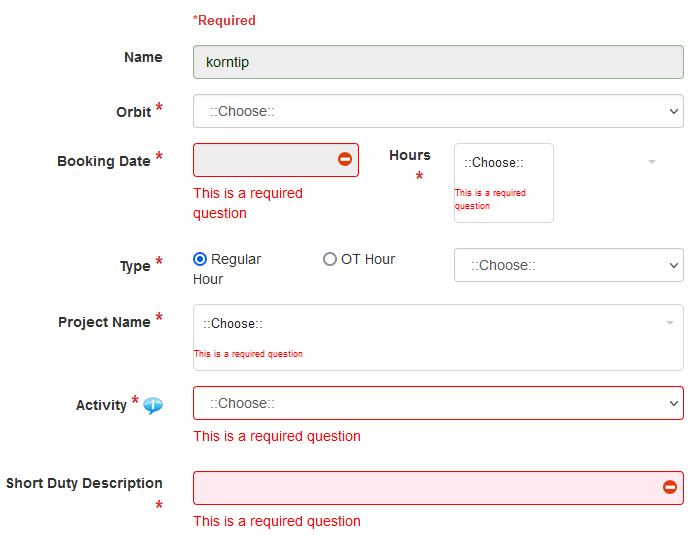 *Required
Name
korntip
Orbit *
::Choose::
Booking Date *
This is a required
question
Hours
*
::Choose::
This is a required
question
Type *
Regular
Hour
OT Hour
::Choose::
Project Name *
::Choose::
This is a required question
Activity *
::Choose::
This is a required question
Short Duty Description
*
This is a required question